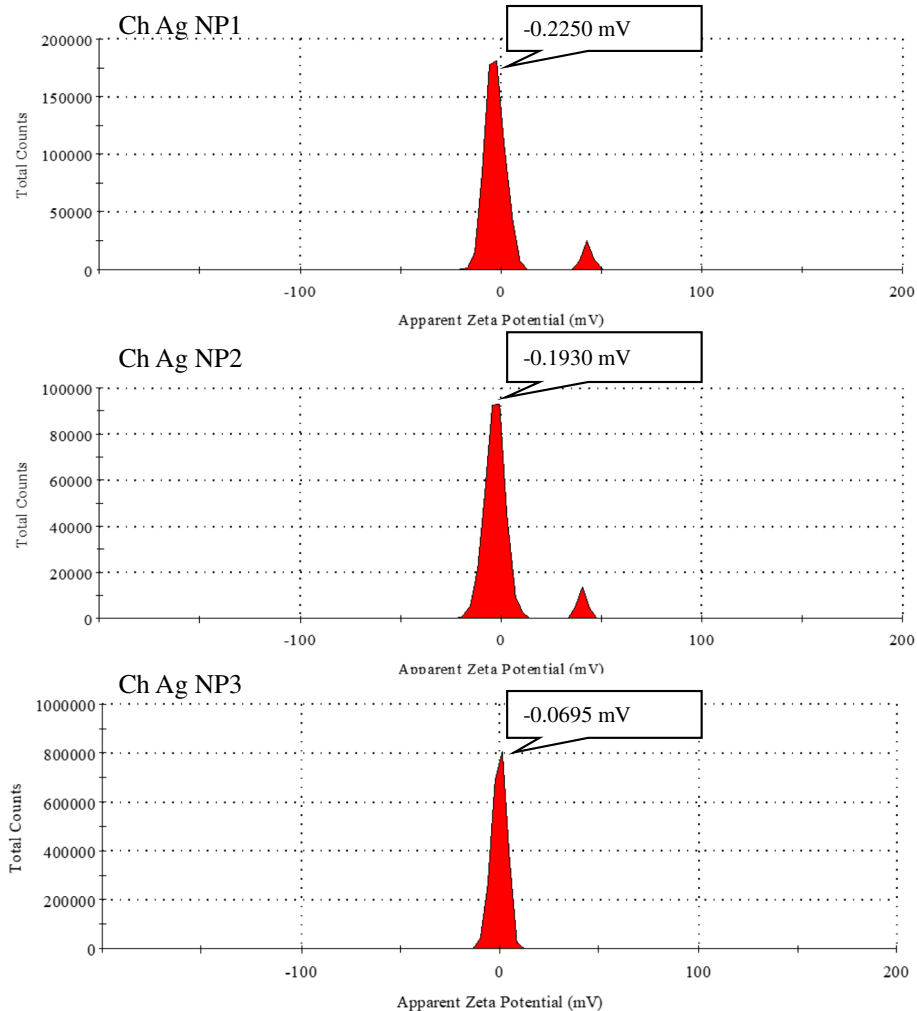 Ch Ag NP1
-0.2250 mV
200000
150000
100000
50000
0
Total Counts
-100 0 100 200
Apparent Zeta Potential (mV)
Ch Ag NP2
-0.1930 mV
100000
80000
60000
40000
20000
0
Total Counts
-100 0 100 200
Apparent Zeta Potential (mV)
Ch Ag NP3
-0.0695 mV
1000000
800000
600000
400000
200000
0
Total Counts
-100 0 100 200
Apparent Zeta Potential (mV)